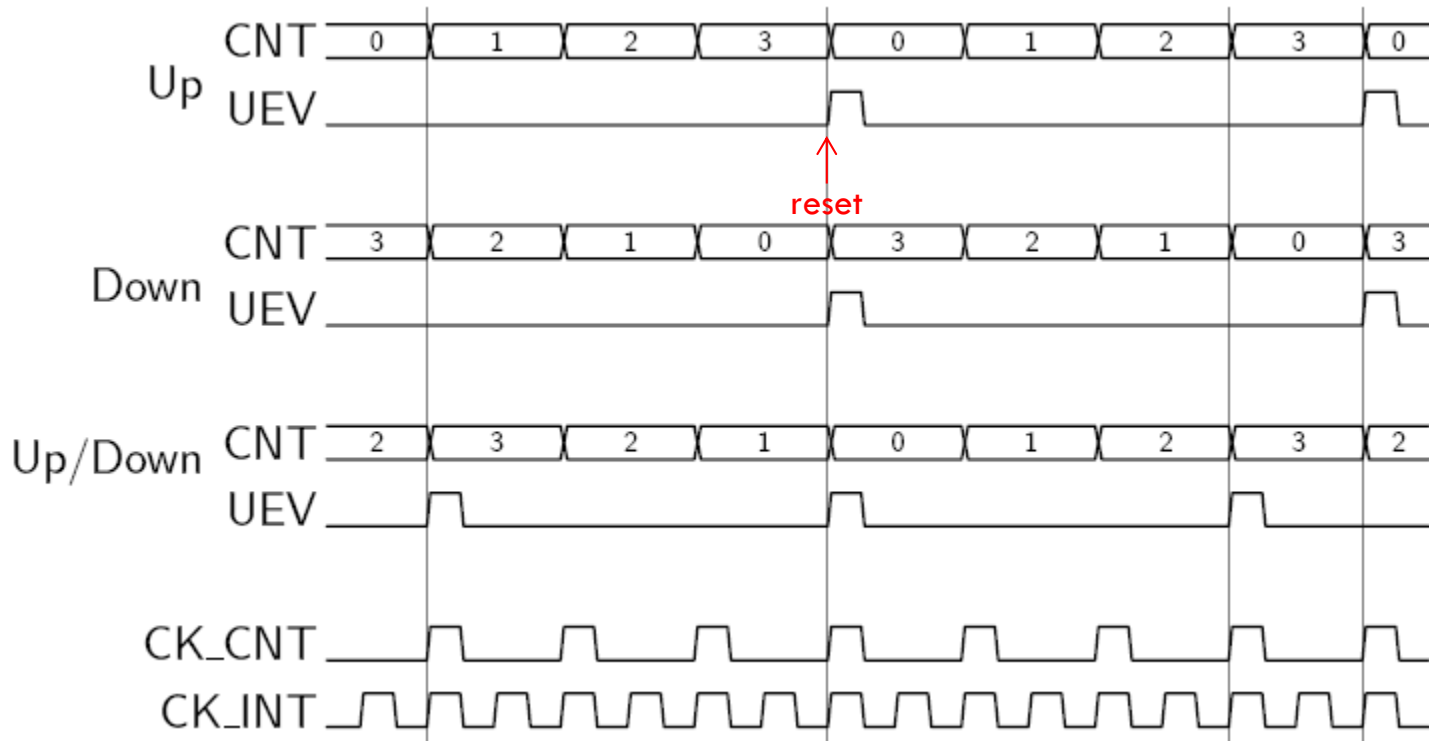 CNT 0 1 2 3 0 1 2 3 0
Up
UEV
reset
CNT 3 2 1 0 3 2 1 0 3
Down
UEV
CNT 2 3 2 1 0 1 2 3 2
Up/Down
UEV
CK_CNT
CK_INT